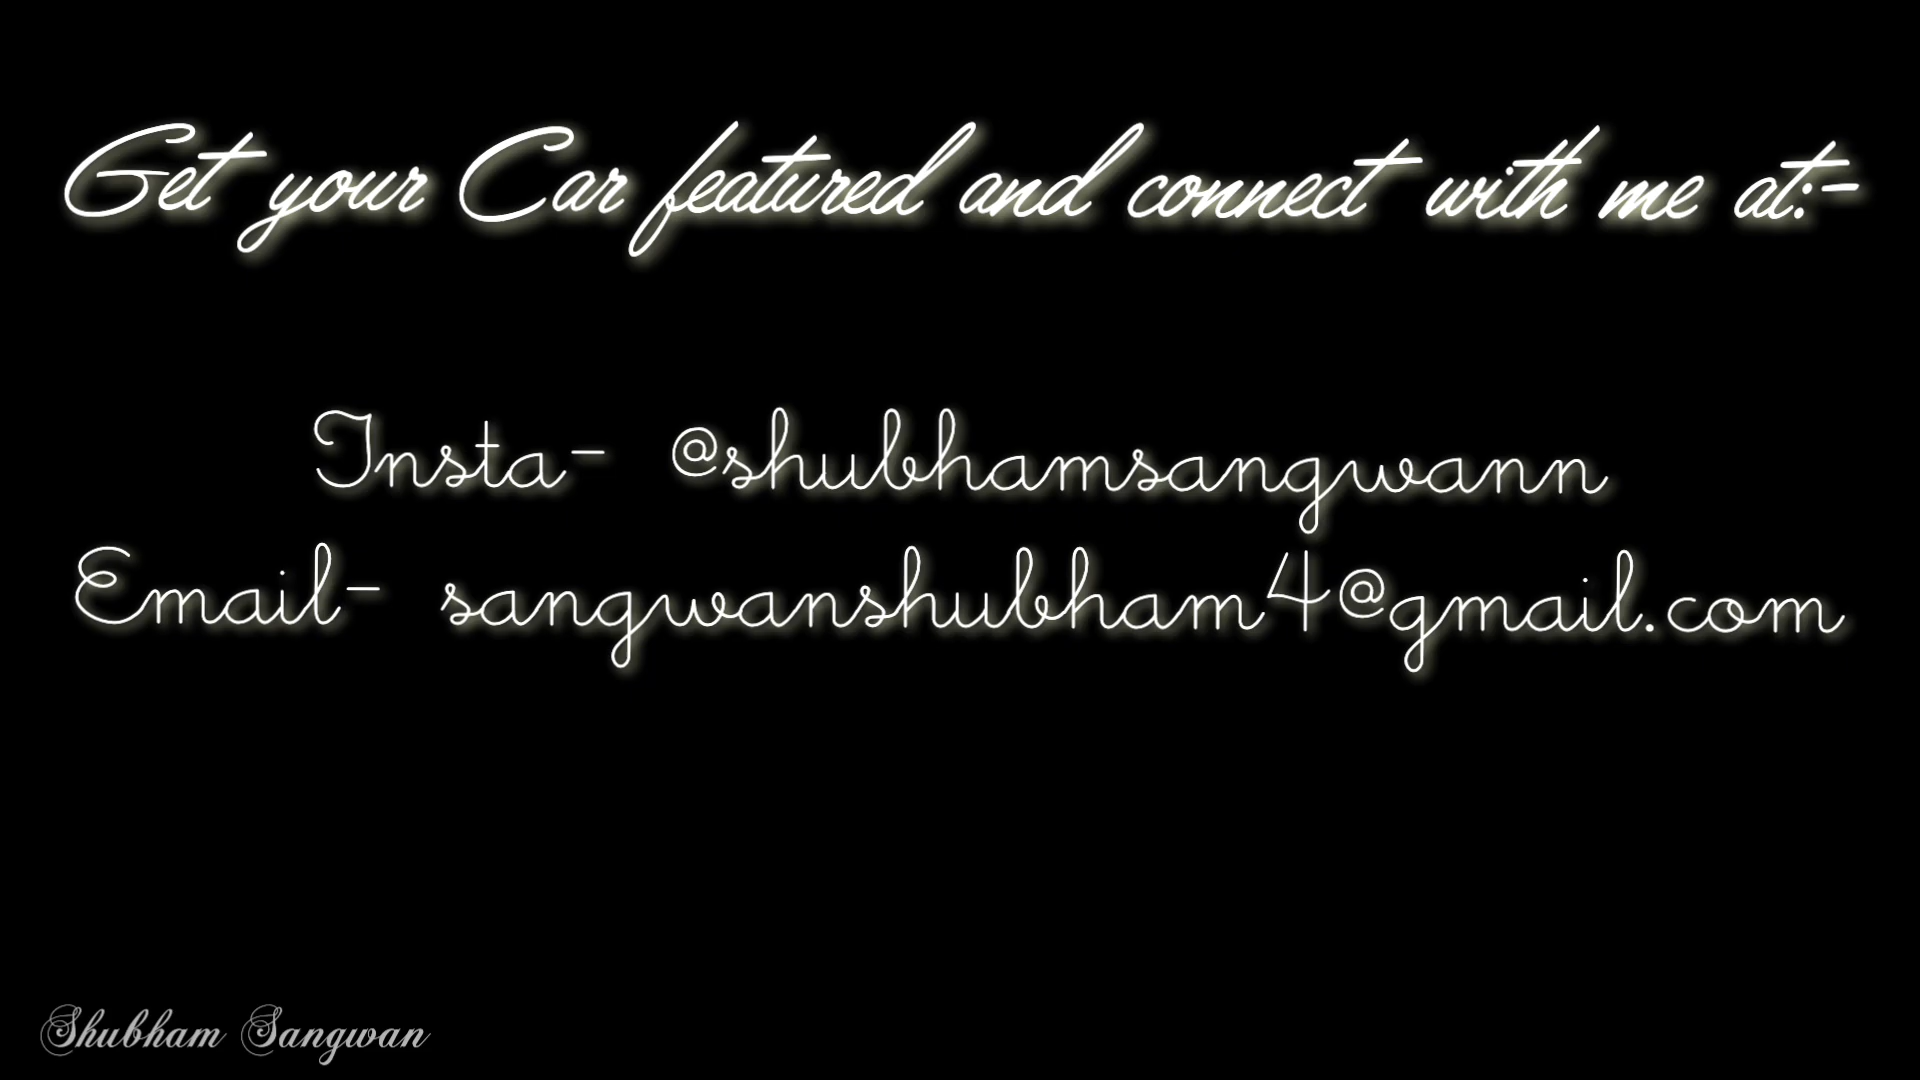 Get your Car featured and connect with me at:-
Insta- @shubhamsangwann
Email- sangwanshubham4@gmail.com
Shubham Sangwan